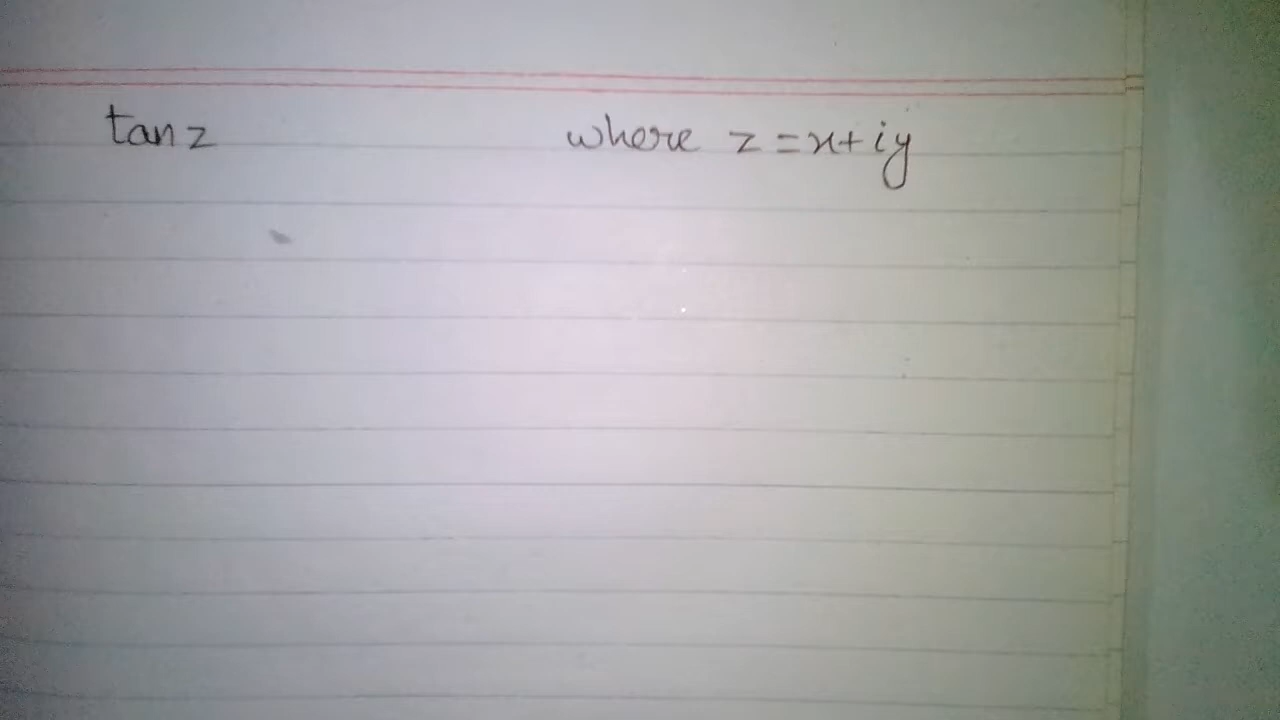 tan z where z = x + iy